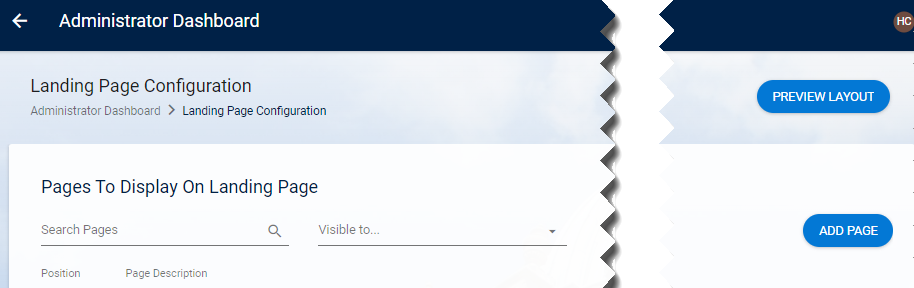 Administrator Dashboard
HC
Landing Page Configuration
Administrator Dashboard > Landing Page Configuration
PREVIEW LAYOUT
Pages To Display On Landing Page
Search Pages
Visible to...
ADD PAGE
Position Page Description